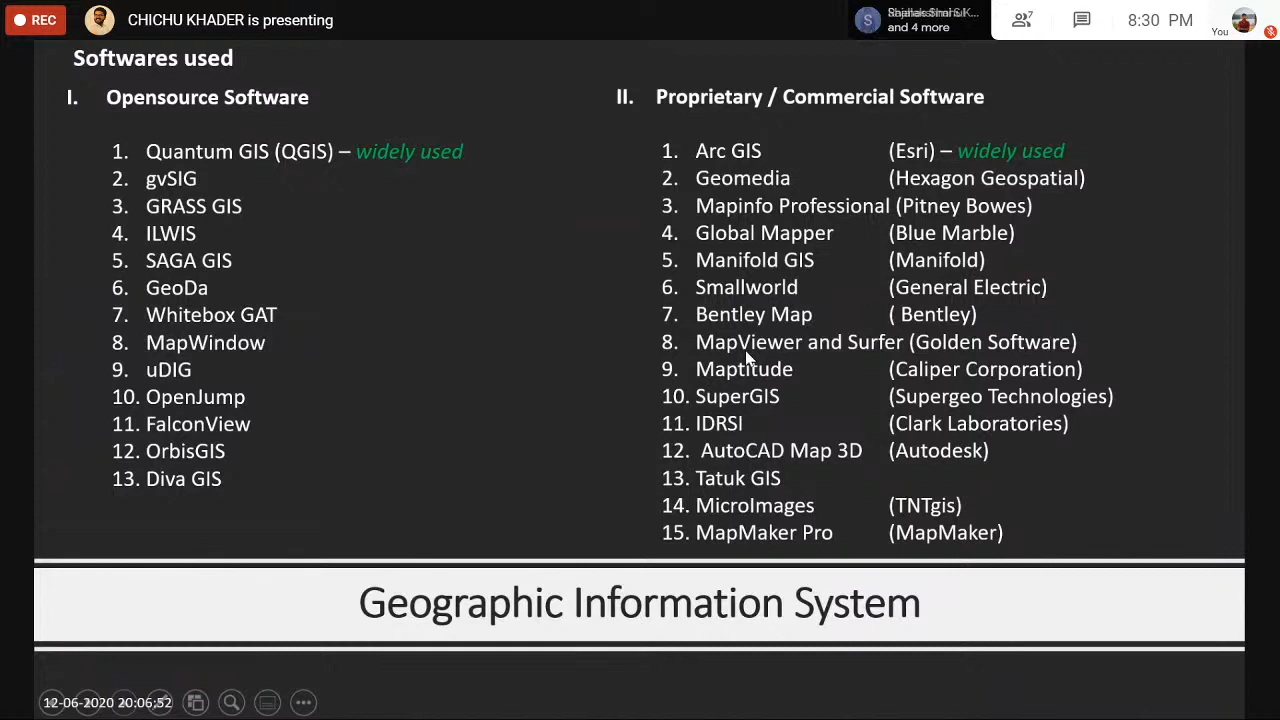 REC
CHICHU KHADER is presenting
S
and 4 more
7
8:30 PM
You
Softwares used
I. Opensource Software
1. Quantum GIS (QGIS) – widely used
2. gvSIG
3. GRASS GIS
4. ILWIS
5. SAGA GIS
6. GeoDa
7. Whitebox GAT
8. MapWindow
9. uDIG
10. OpenJump
11. FalconView
12. OrbisGIS
13. Diva GIS
II. Proprietary / Commercial Software
1. Arc GIS (Esri) – widely used
2. Geomedia (Hexagon Geospatial)
3. Mapinfo Professional (Pitney Bowes)
4. Global Mapper (Blue Marble)
5. Manifold GIS (Manifold)
6. Smallworld (General Electric)
7. Bentley Map ( Bentley)
8. MapViewer and Surfer (Golden Software)
9. Maptitude (Caliper Corporation)
10. SuperGIS (Supergeo Technologies)
11. IDRSI (Clark Laboratories)
12. AutoCAD Map 3D (Autodesk)
13. Tatuk GIS
14. MicroImages (TNTgis)
15. MapMaker Pro (MapMaker)
Geographic Information System
12-06-2020 20:06:52